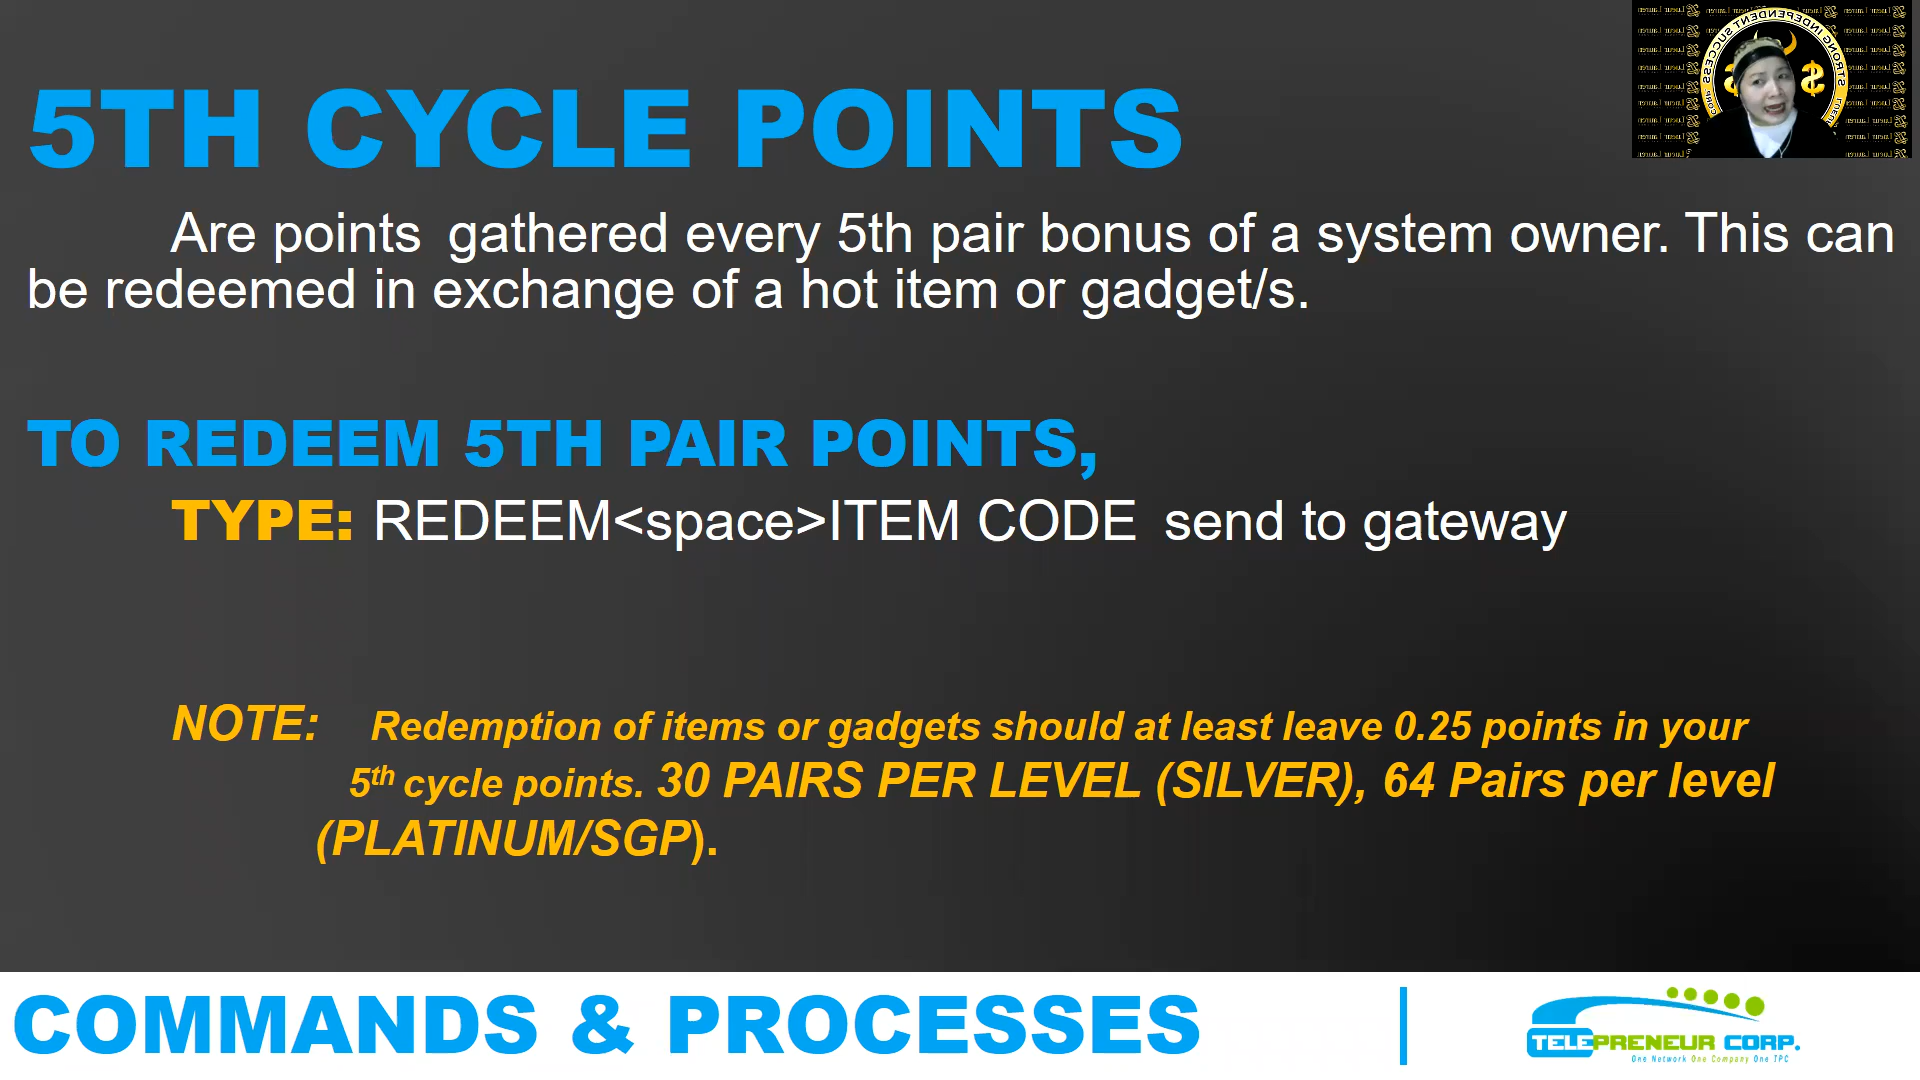 5TH CYCLE POINTS
Are points gathered every 5th pair bonus of a system owner. This can
be redeemed in exchange of a hot item or gadget/s.
TO REDEEM 5TH PAIR POINTS,
TYPE: REDEEM<space>ITEM CODE send to gateway
NOTE: Redemption of items or gadgets should at least leave 0.25 points in your
5th cycle points. 30 PAIRS PER LEVEL (SILVER), 64 Pairs per level
(PLATINUM/SGP).
COMMANDS & PROCESSES
TELEPRENEUR CORP.
One Network One Company One TPC
STRONG INDEPENDENT SUCCESS